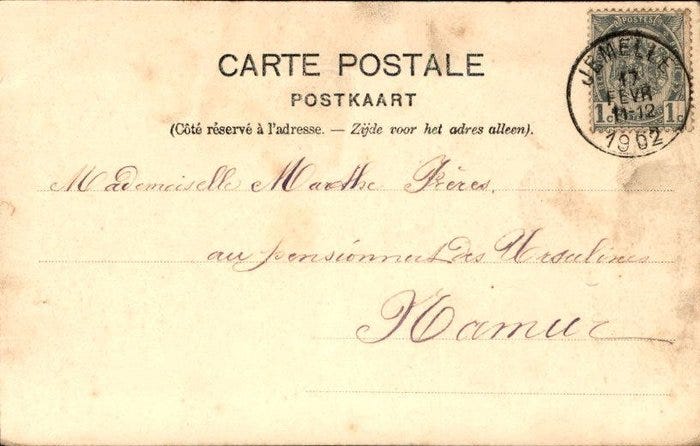 POSTES
1c 1c
JEMELLE
17
FÉVR
11-12
1902
CARTE POSTALE
POSTKAART
(Côté réservé à l'adresse. — Zijde voor het adres alleen).
Mademoiselle Marthe Frères.
au pensionnat des Ursulines
Namur